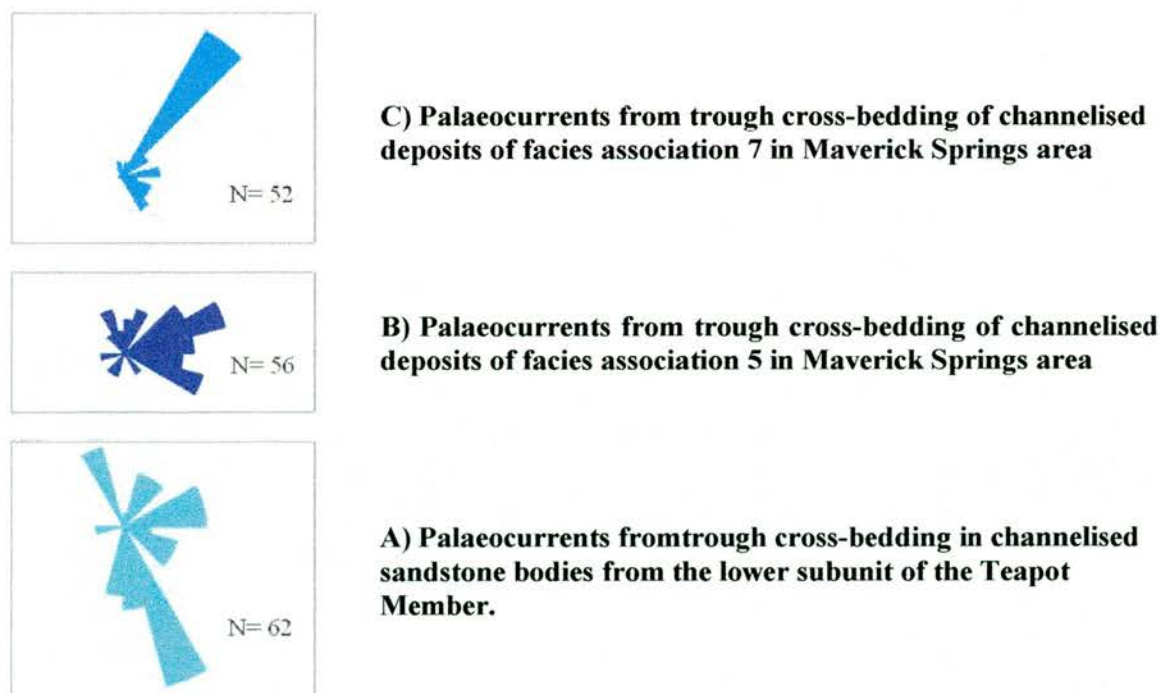 N= 52
C) Palaeocurrents from trough cross-bedding of channelised
deposits of facies association 7 in Maverick Springs area
N= 56
B) Palaeocurrents from trough cross-bedding of channelised
deposits of facies association 5 in Maverick Springs area
N= 62
A) Palaeocurrents fromtrough cross-bedding in channelised
sandstone bodies from the lower subunit of the Teapot
Member.